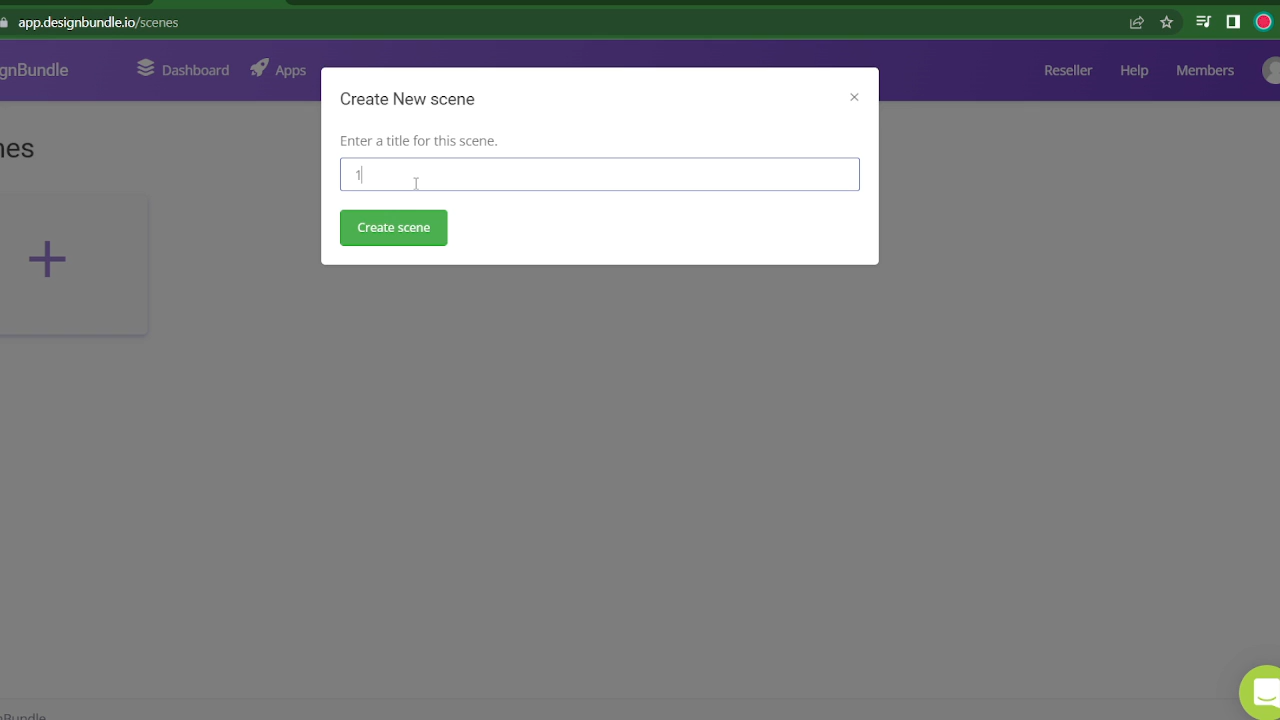 app.designbundle.io/scenes
gnBundle
Dashboard
Apps
Reseller
Help
Members
nes
Create New scene
×
Enter a title for this scene.
1
Create scene
gnBundle